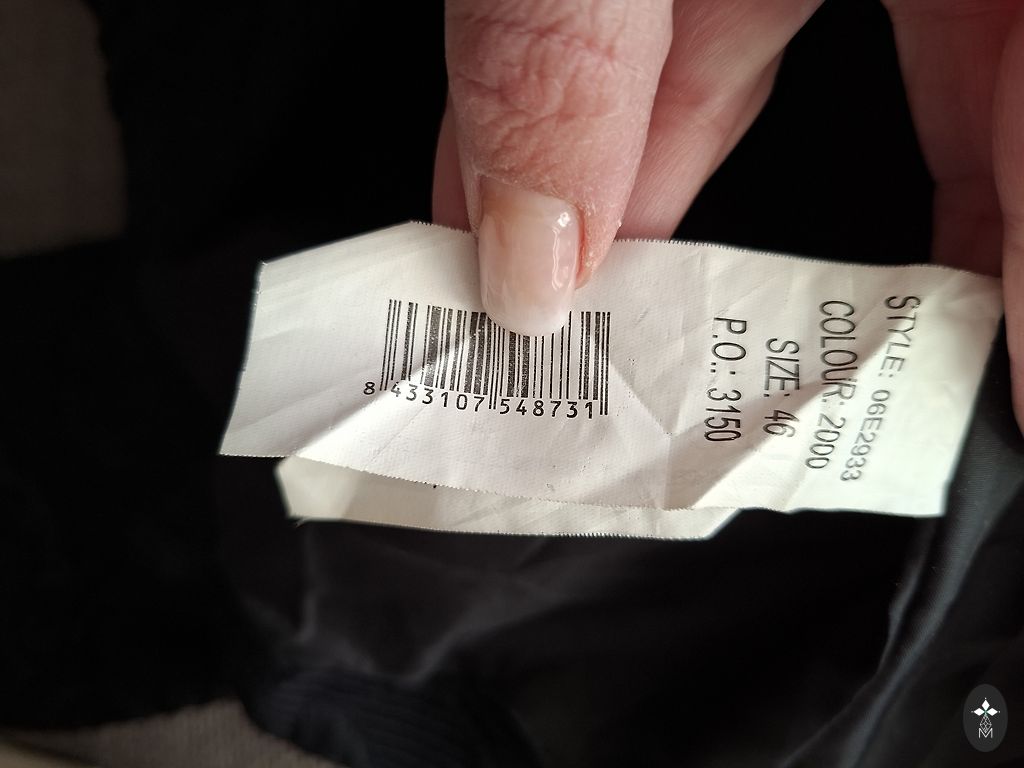 8 433107 548731
STYLE: 06E2933
COLOUR: 2000
SIZE: 46
P.O.: 3150